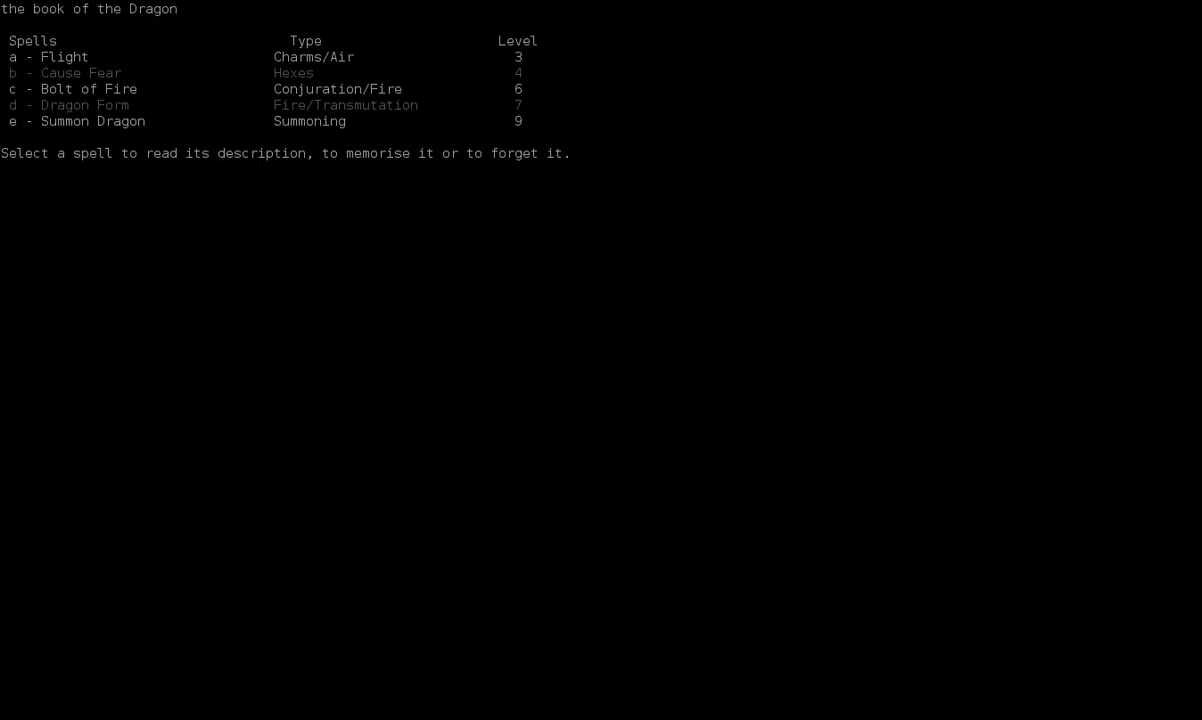 the book of the Dragon
Spells Type Level
a - Flight Charms/Air 3
b - Cause Fear Hexes 4
c - Bolt of Fire Conjuration/Fire 6
d - Dragon Form Fire/Transmutation 7
e - Summon Dragon Summoning 9
Select a spell to read its description, to memorise it or to forget it.